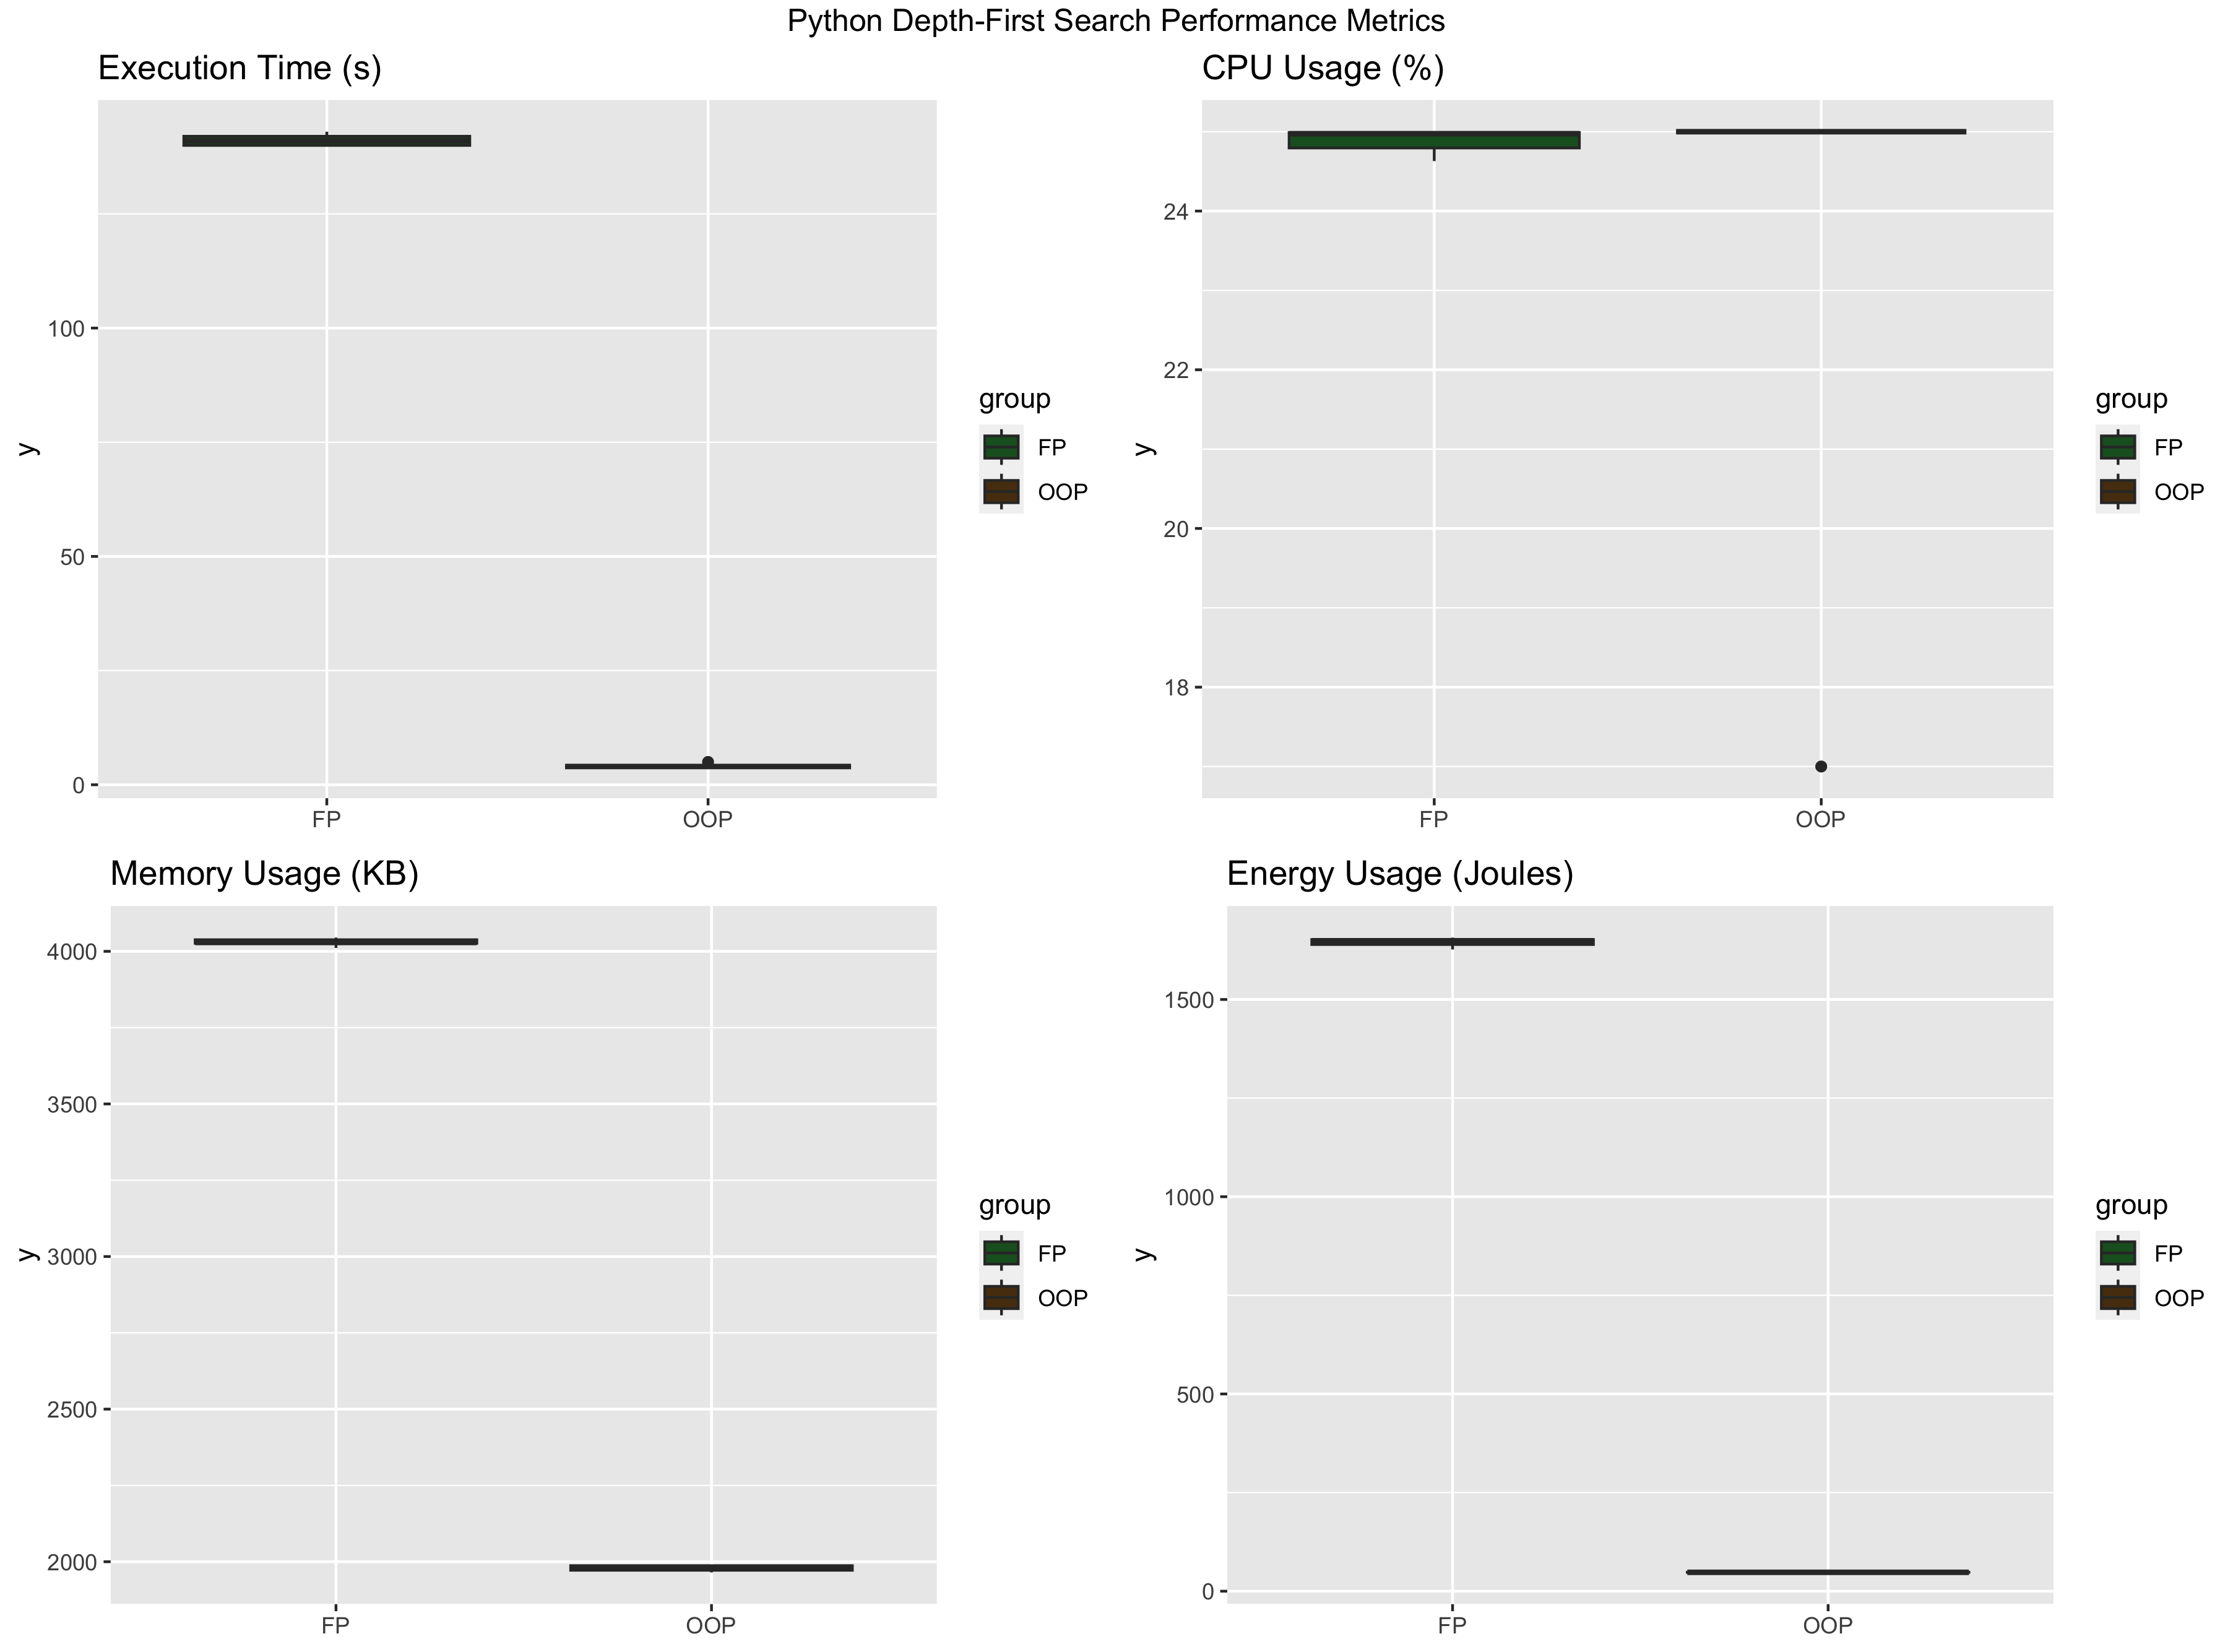 Python Depth-First Search Performance Metrics
Execution Time (s)
y
100
50
0
FP
OOP
group
FP
OOP
CPU Usage (%)
y
24
22
20
18
FP
OOP
group
FP
OOP
Memory Usage (KB)
y
4000
3500
3000
2500
2000
FP
OOP
group
FP
OOP
Energy Usage (Joules)
y
1500
1000
500
0
FP
OOP
group
FP
OOP